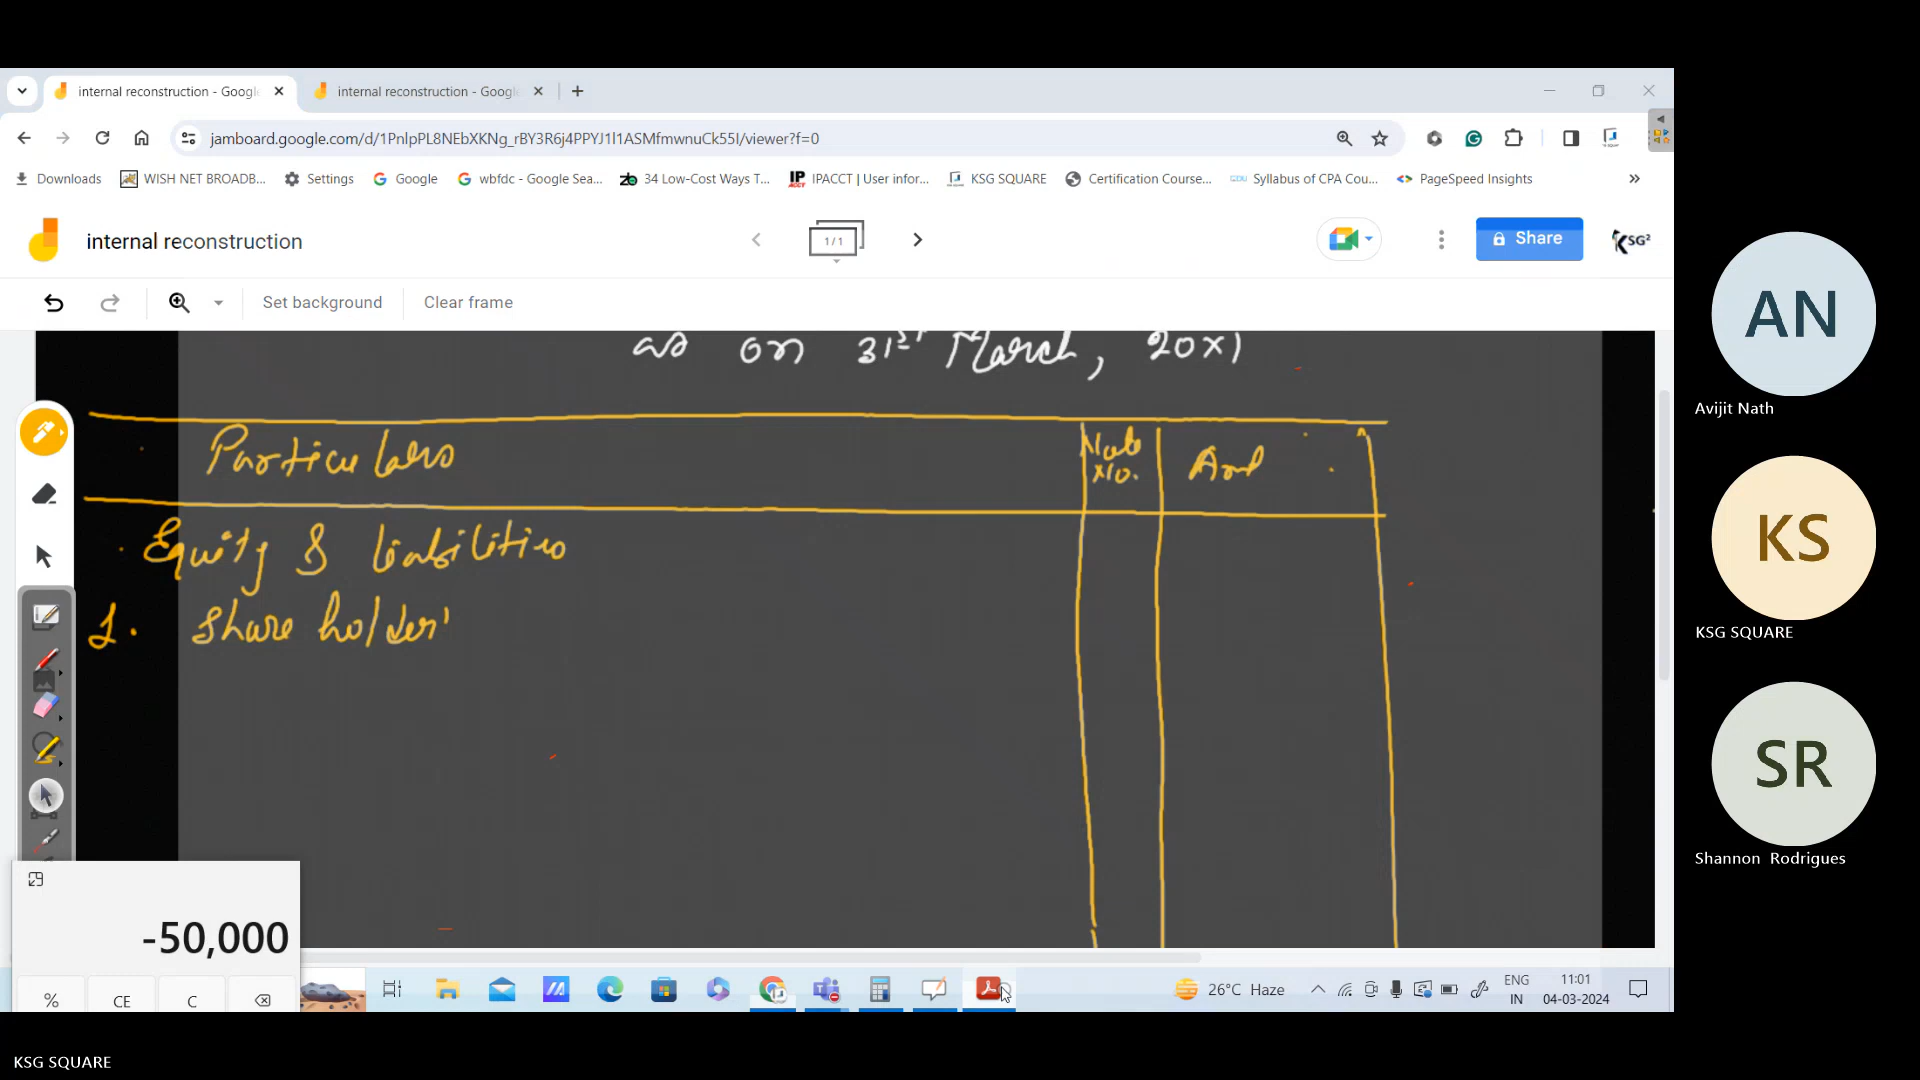 internal reconstruction - Googl
internal reconstruction - Googl
jamboard.google.com/d/1PnlpPL8NEbXKNg_rBY3R6j4PPYJ1l1ASMfmwnuCk55I/viewer?f=0
Downloads
WISH NET BROADB...
Settings
Google
wbfdc - Google Sea...
34 Low-Cost Ways T...
IPACCT | User infor...
KSG SQUARE
Certification Course...
Syllabus of CPA Cou...
PageSpeed Insights
»
internal reconstruction
1 / 1
Share
KSG²
Set background
Clear frame
as on 31st March, 20x1
Particulars
Note No.
Amt
Equity & Liabilities
1. Share holder'
-50,000
%
CE
C
26°C Haze
ENG
IN
11:01
04-03-2024
AN
Avijit Nath
KS
KSG SQUARE
SR
Shannon Rodrigues
KSG SQUARE